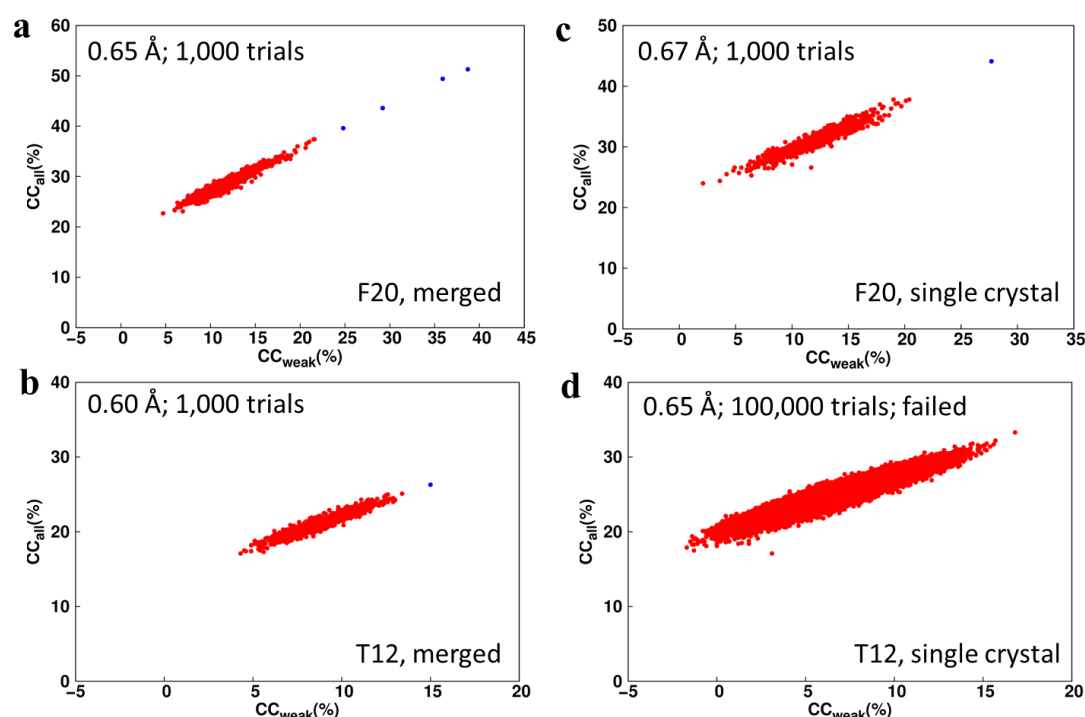 a
0.65 Å; 1,000 trials
60
50
40
30
20
10
0
CCall(%)
F20, merged
−5 0 5 10 15 20 25 30 35 40 45
CCweak(%)
c
0.67 Å; 1,000 trials
50
40
30
20
10
0
CCall(%)
F20, single crystal
−5 0 5 10 15 20 25 30 35
CCweak(%)
b
0.60 Å; 1,000 trials
40
30
20
10
0
CCall(%)
T12, merged
−5 0 5 10 15 20
CCweak(%)
d
0.65 Å; 100,000 trials; failed
40
30
20
10
0
CCall(%)
T12, single crystal
−5 0 5 10 15 20
CCweak(%)